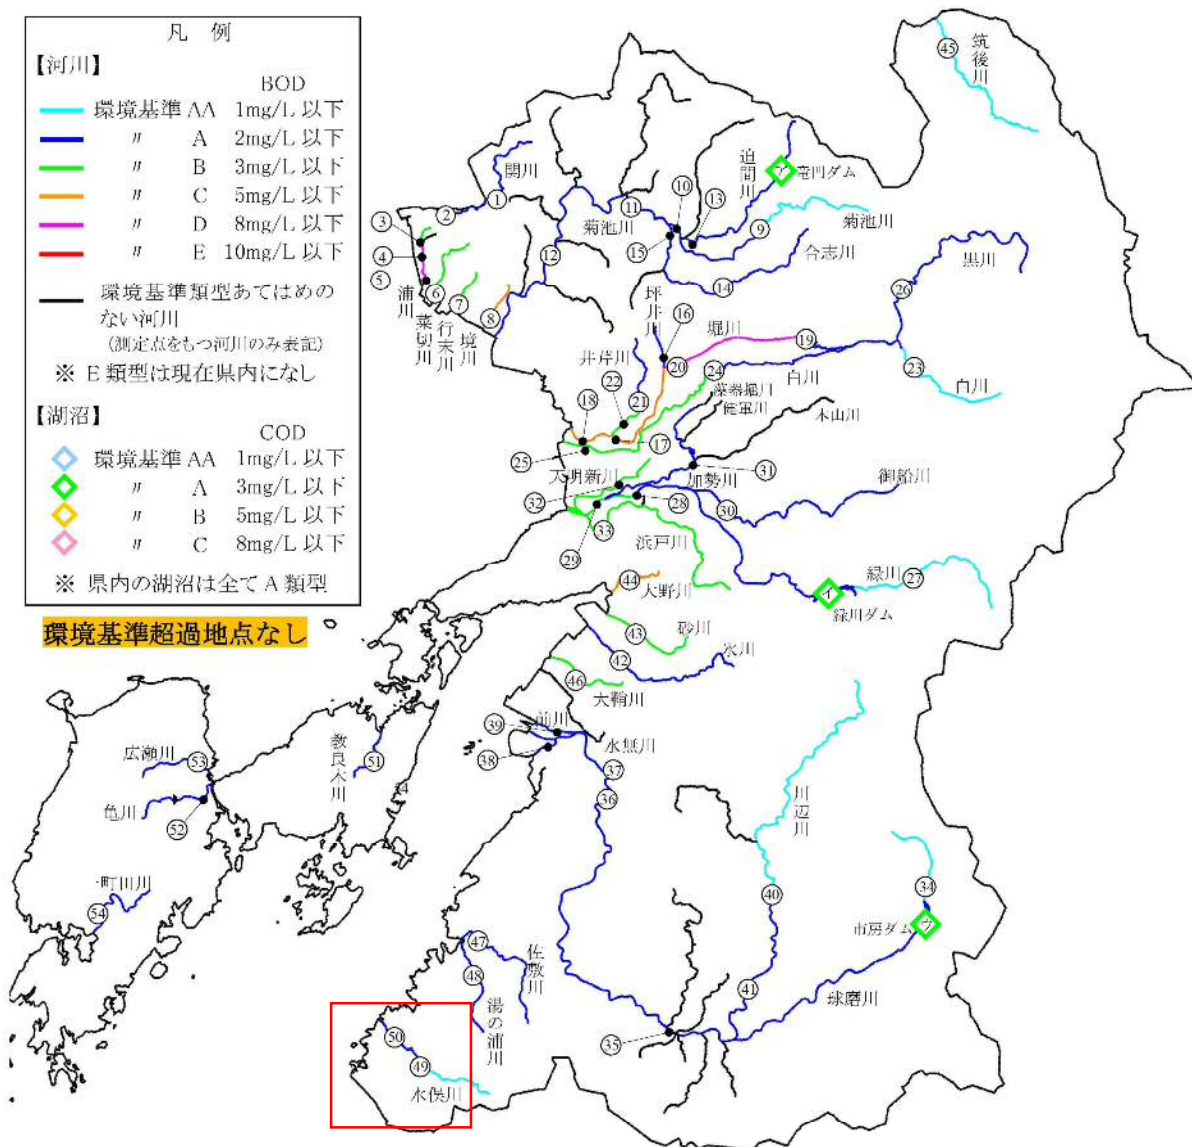 凡 例
【河川】
BOD
環境基準 AA 1mg/L 以下
〃 A 2mg/L 以下
〃 B 3mg/L 以下
〃 C 5mg/L 以下
〃 D 8mg/L 以下
〃 E 10mg/L 以下
環境基準類型あてはめの
ない河川
(測定点をもつ河川のみ表記)
※ E類型は現在県内になし
【湖沼】
COD
環境基準 AA 1mg/L 以下
〃 A 3mg/L 以下
〃 B 5mg/L 以下
〃 C 8mg/L 以下
※ 県内の湖沼は全てA類型
環境基準超過地点なし
㊺
筑後川
関川
①
②
③
④
⑤
⑥
⑦
⑧
浦川
菜切川
行末川
境川
迫間川
ア
竜門ダム
⑩
⑬
⑪
菊池川
⑨
菊池川
⑮
⑫
合志川
⑭
黒川
㉖
坪井川
⑯
堀川
⑲
⑳
井芹川
㉔
白川
㉓
白川
㉒
㉑
⑱
⑰
㉕
藻器堀川
健軍川
木山川
天明新川
加勢川
㉛
㉜
御船川
㉘
㉚
㉝
㉙
浜戸川
緑川
㉗
イ
緑川ダム
㊹
大野川
㊸
砂川
㊷
氷川
㊻
大鞘川
㊴
前川
㊳
水無川
㊲
㊱
教良木川
51
広瀬川
53
亀川
52
一町田川
54
川辺川
㊵
㉞
市房ダム
ウ
㊶
球磨川
㉟
㊼
佐敷川
㊽
湯の浦川
㊿
㊾
水俣川